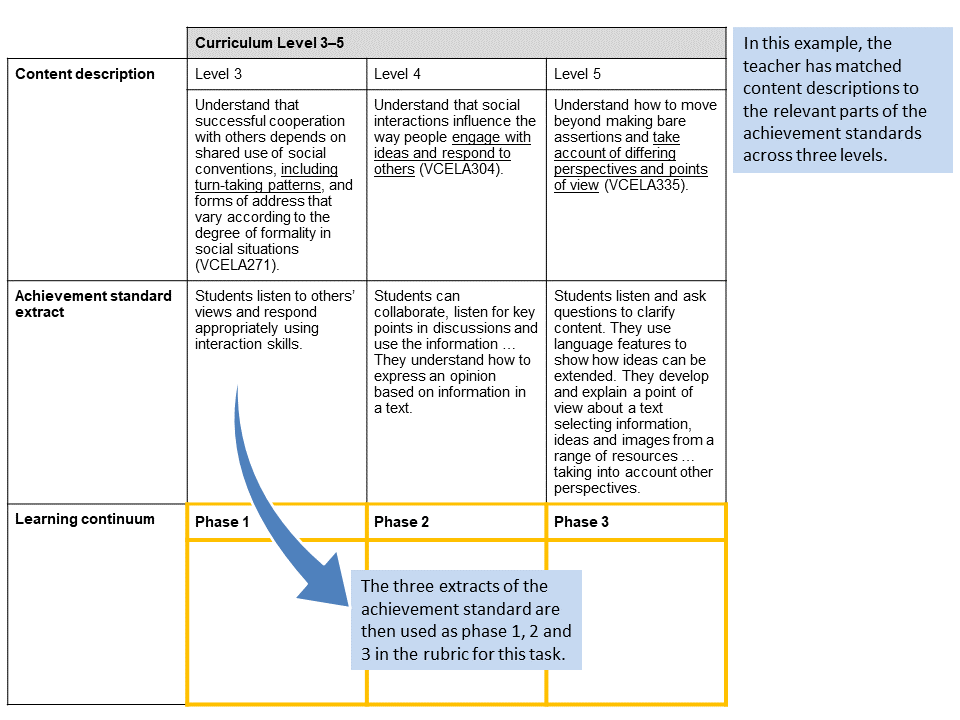 Curriculum Level 3–5
Content description
Level 3
Level 4
Level 5
Understand that
successful cooperation
with others depends on
shared use of social
conventions, including
turn-taking patterns, and
forms of address that
vary according to the
degree of formality in
social situations
(VCELA271).
Understand that social
interactions influence the
way people engage with
ideas and respond to
others (VCELA304).
Understand how to move
beyond making bare
assertions and take
account of differing
perspectives and points
of view (VCELA335).
Achievement standard
extract
Students listen to others’
views and respond
appropriately using
interaction skills.
Students can
collaborate, listen for key
points in discussions and
use the information …
They understand how to
express an opinion
based on information in
a text.
Students listen and ask
questions to clarify
content. They use
language features to
show how ideas can be
extended. They develop
and explain a point of
view about a text
selecting information,
ideas and images from a
range of resources …
taking into account other
perspectives.
Learning continuum
Phase 1
Phase 2
Phase 3
In this example, the
teacher has matched
content descriptions to
the relevant parts of the
achievement standards
across three levels.
The three extracts of the
achievement standard are
then used as phase 1, 2 and
3 in the rubric for this task.